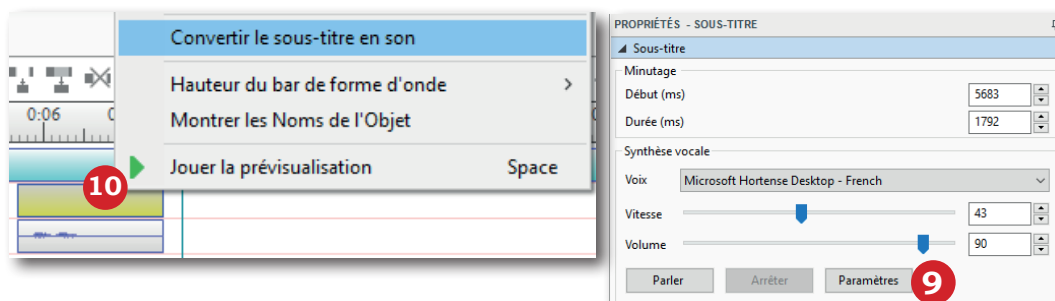 Convertir le sous-titre en son
Hauteur du bar de forme d'onde
Montrer les Noms de l'Objet
Jouer la prévisualisation Space
0:06
10
PROPRIÉTÉS - SOUS-TITRE
Sous-titre
Minutage
Début (ms) 5683
Durée (ms) 1792
Synthèse vocale
Voix Microsoft Hortense Desktop - French
Vitesse 43
Volume 90
Parler Arrêter Paramètres 9